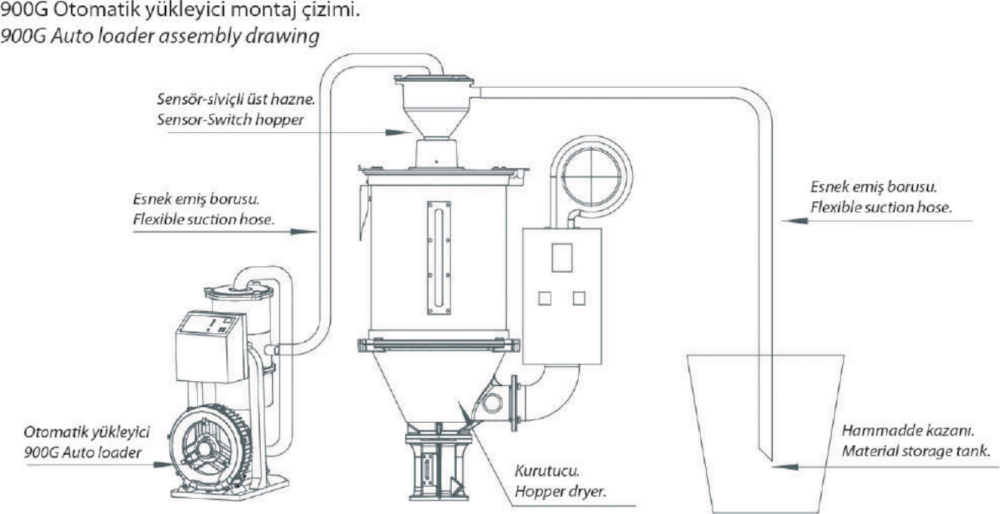 900G Otomatik yükleyici montaj çizimi.
900G Auto loader assembly drawing
Sensör-siviçli üst hazne.
Sensor-Switch hopper
Esnek emiş borusu.
Flexible suction hose.
Esnek emiş borusu.
Flexible suction hose.
Otomatik yükleyici
900G Auto loader
Kurutucu.
Hopper dryer.
Hammadde kazanı.
Material storage tank.